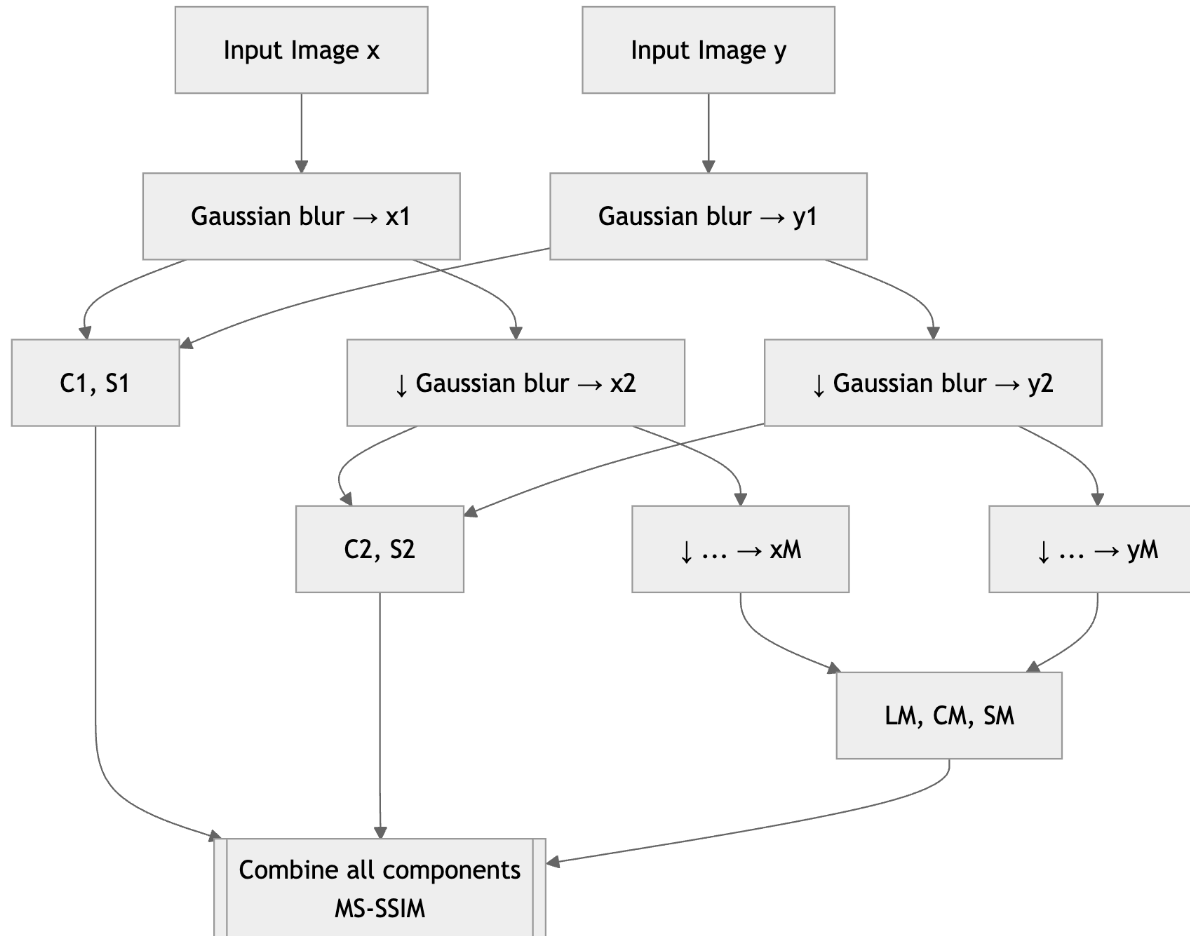 Input Image x
Input Image y
Gaussian blur → x1
Gaussian blur → y1
C1, S1
↓ Gaussian blur → x2
↓ Gaussian blur → y2
C2, S2
↓ ... → xM
↓ ... → yM
LM, CM, SM
Combine all components
MS-SSIM